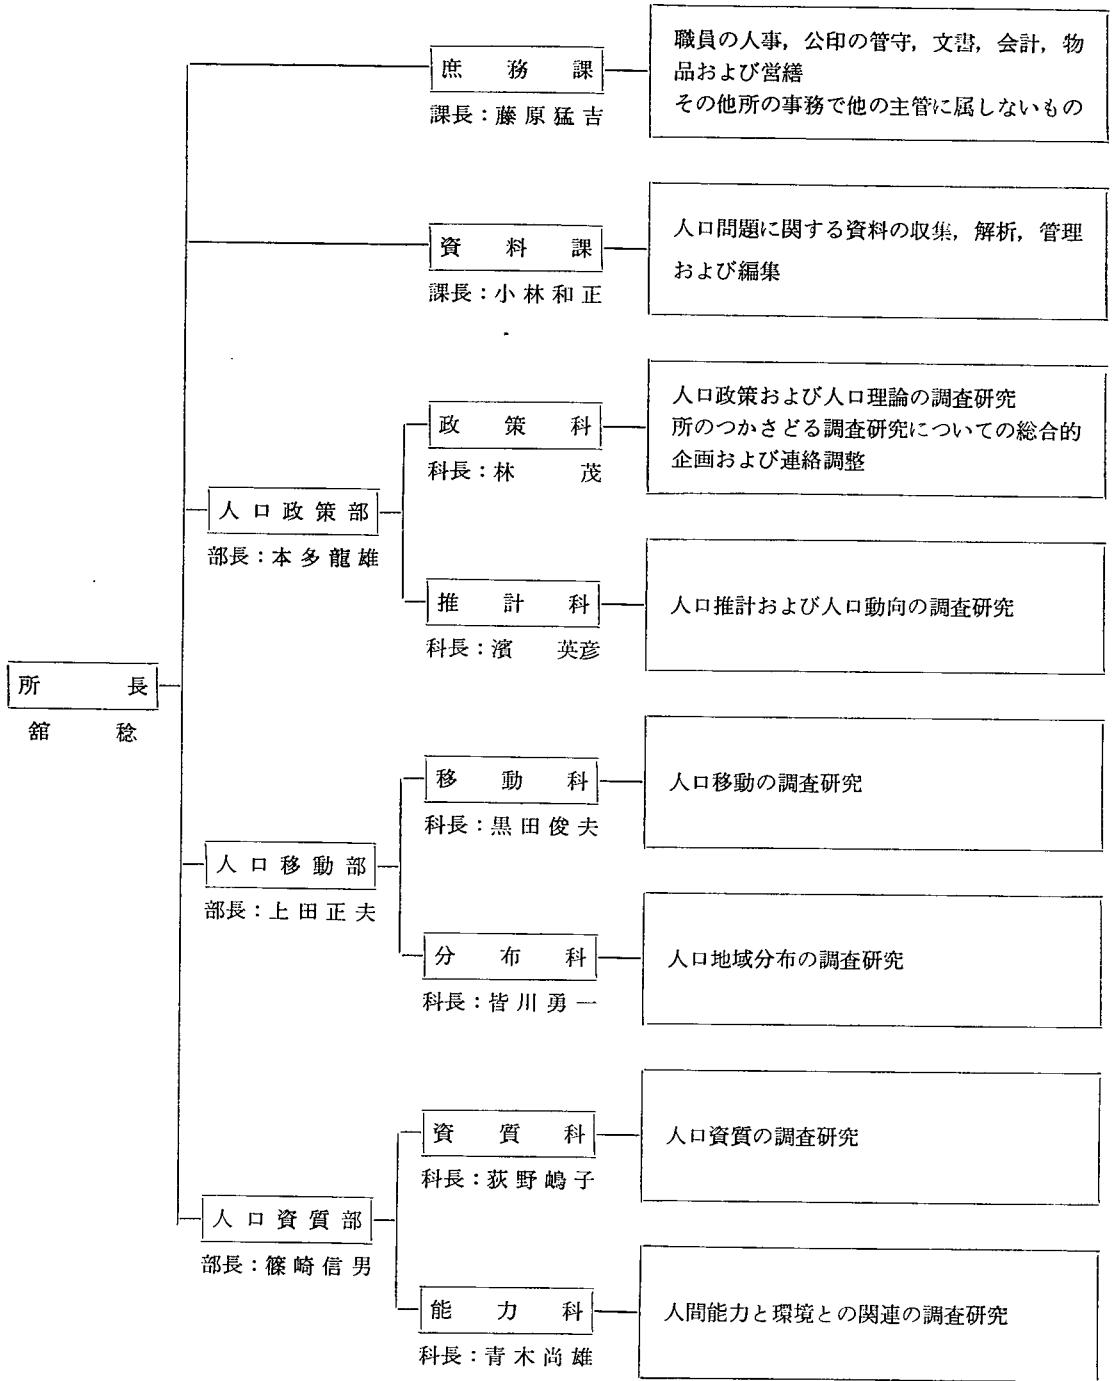 庶務課
課長：藤原猛吉
職員の人事，公印の管守，文書，会計，物
品および営繕
その他所の事務で他の主管に属しないもの
資料課
課長：小林和正
人口問題に関する資料の収集，解析，管理
および編集
所長
舘稔
人口政策部
部長：本多龍雄
政策科
科長：林茂
人口政策および人口理論の調査研究
所のつかさどる調査研究についての総合的
企画および連絡調整
推計科
科長：濱英彦
人口推計および人口動向の調査研究
人口移動部
部長：上田正夫
移動科
科長：黒田俊夫
人口移動の調査研究
分布科
科長：皆川勇一
人口地域分布の調査研究
人口資質部
部長：篠崎信男
資質科
科長：荻野嶋子
人口資質の調査研究
能力科
科長：青木尚雄
人間能力と環境との関連の調査研究